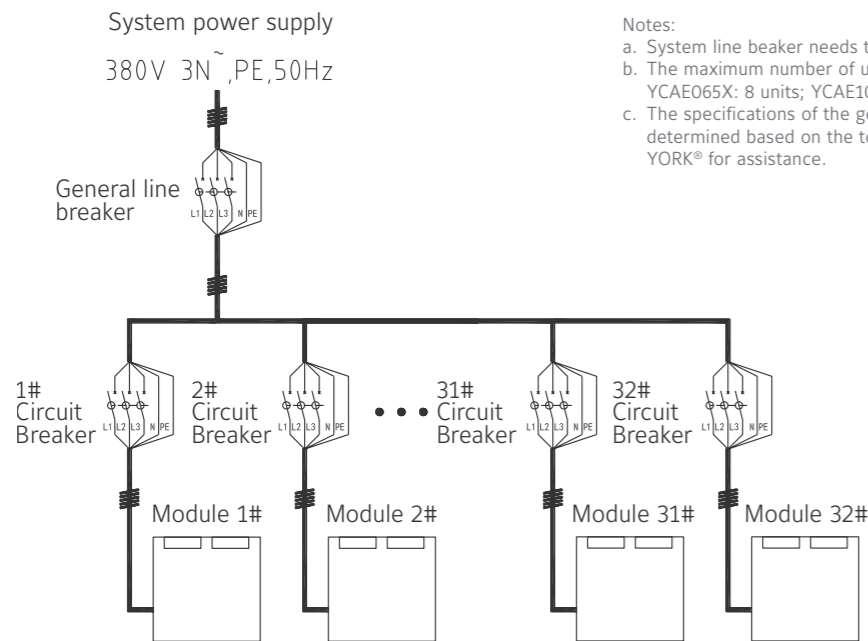 System power supply
380V 3N~,PE,50Hz
General line
breaker
L1 L2 L3 N PE
Notes:
a. System line beaker needs
b. The maximum number of
YCAE065X: 8 units;
c. The specifications of the
determined based on the
YORK® for assistance.
1#
Circuit
Breaker
L1 L2 L3 N PE
2#
Circuit
Breaker
L1 L2 L3 N PE
•••
31#
Circuit
Breaker
L1 L2 L3 N PE
32#
Circuit
Breaker
L1 L2 L3 N PE
Module 1#
Module 2#
Module 31#
Module 32#